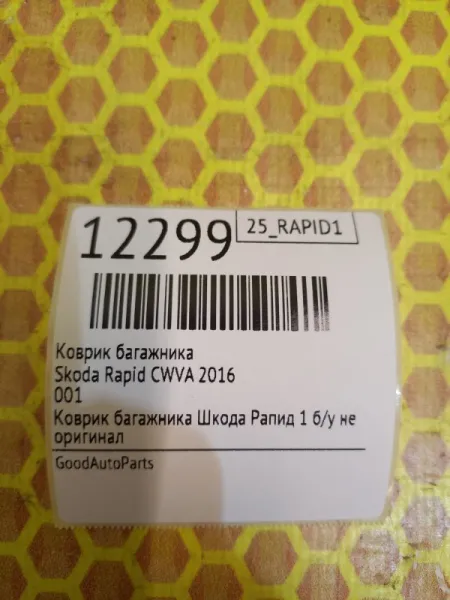 12299
25_RAPID1
Коврик багажника
Skoda Rapid CWVA 2016
001
Коврик багажника Шкода Рапид 1 б/у не
оригинал
GoodAutoParts